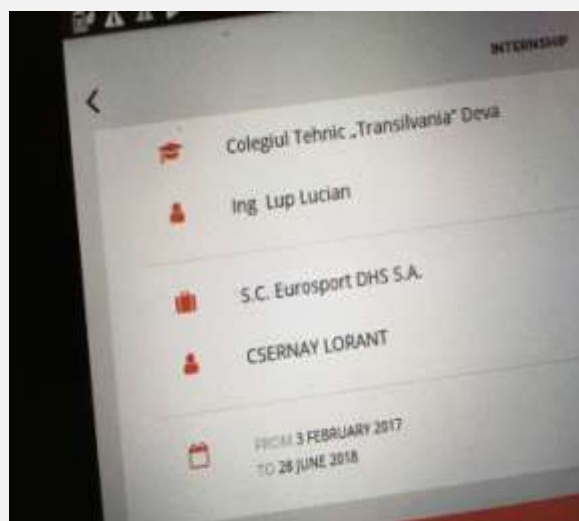 INTERNSHIP
Colegiul Tehnic „Transilvania” Deva
Ing Lup Lucian
S.C. Eurosport DHS S.A.
CSERNAY LORANT
FROM 3 FEBRUARY 2017
TO 28 JUNE 2018